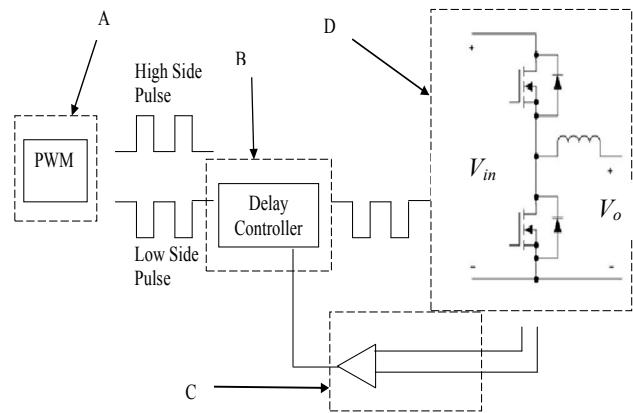 A
B
D
High Side
Pulse
PWM
Delay
Controller
Low Side
Pulse
+
V_in
+
V_o
-
-
C